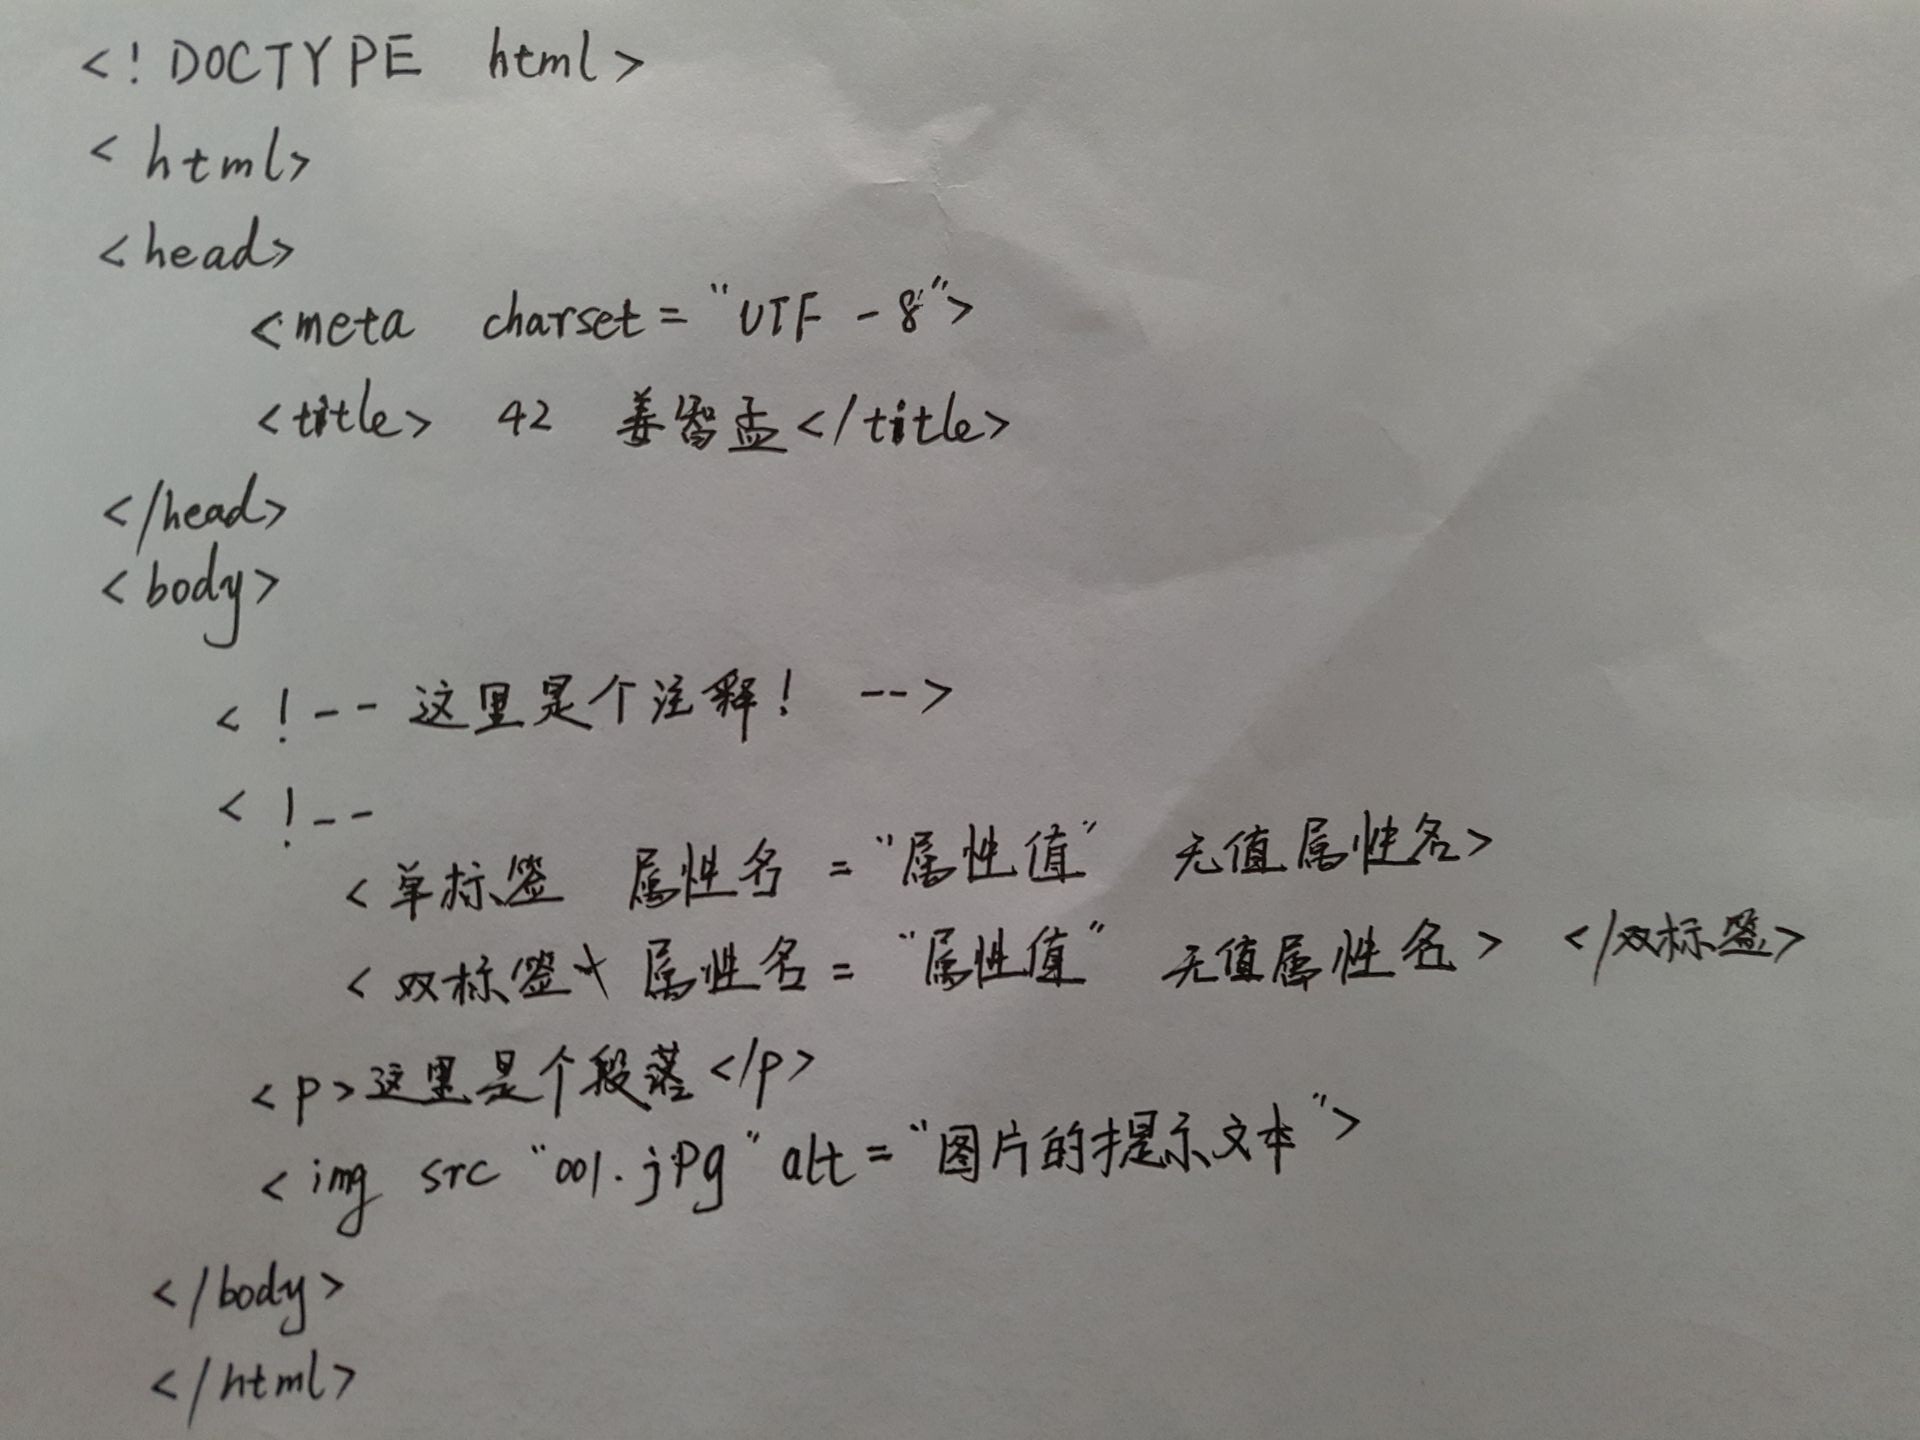 <!DOCTYPE html>
<html>
<head>
<meta charset="UTF-8">
<title> 42 姜智孟</title>
</head>
<body>
<!-- 这里是个注释! -->
<!--
<单标签 属性名="属性值" 无值属性名>
<双标签 属性名="属性值" 无值属性名> </双标签>
<p>这里是个段落</p>
<img src "001.jpg" alt="图片的提示文本">
</body>
</html>